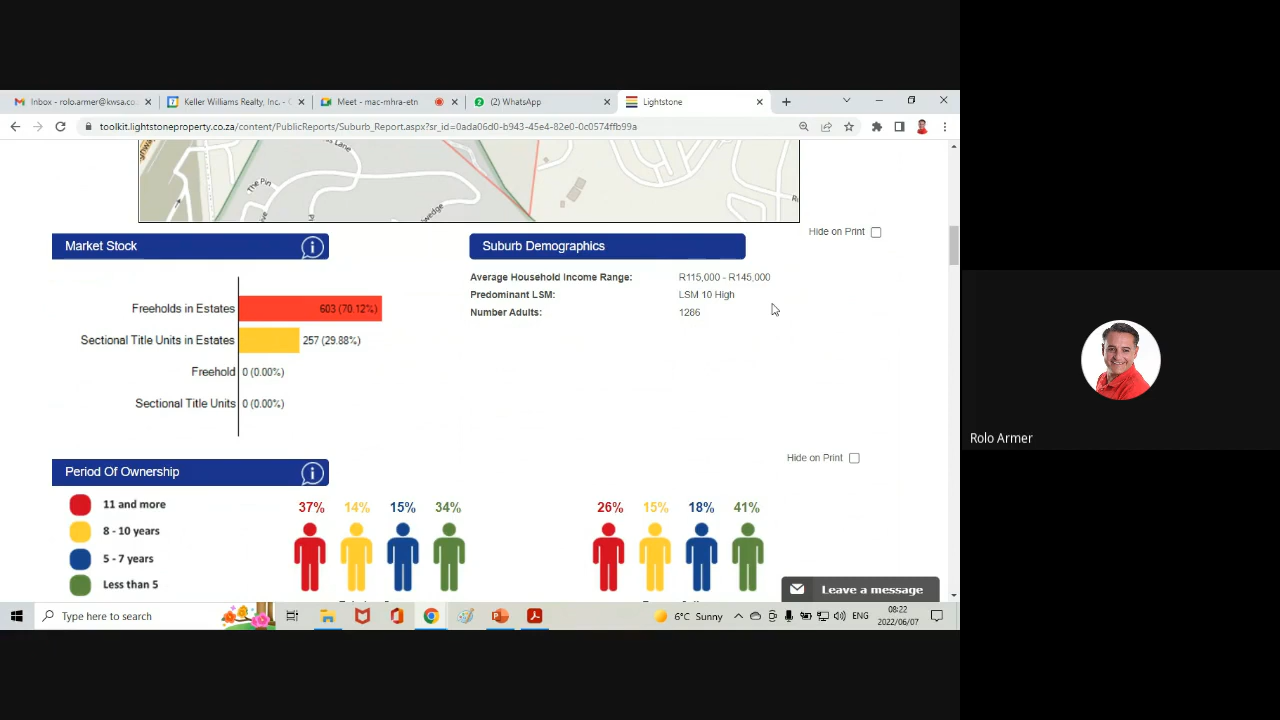 Inbox - rolo.armer@kwsa.co
Keller Williams Realty, Inc. -
Meet - mac-mhra-etn
(2) WhatsApp
Lightstone
toolkit.lightstoneproperty.co.za/content/PublicReports/Suburb_Report.aspx?sr_id=0ada06d0-b943-45e4-82e0-0c0574ffb99a
Lane
The Pin
Market Stock
Freeholds in Estates 603 (70.12%)
Sectional Title Units in Estates 257 (29.88%)
Freehold 0 (0.00%)
Sectional Title Units 0 (0.00%)
Hide on Print
Suburb Demographics
Average Household Income Range: R115,000 - R145,000
Predominant LSM: LSM 10 High
Number Adults: 1286
Hide on Print
Period Of Ownership
11 and more
8 - 10 years
5 - 7 years
Less than 5
37% 14% 15% 34%
26% 15% 18% 41%
Leave a message
Type here to search
6°C Sunny
ENG
08:22
2022/06/07
Rolo Armer